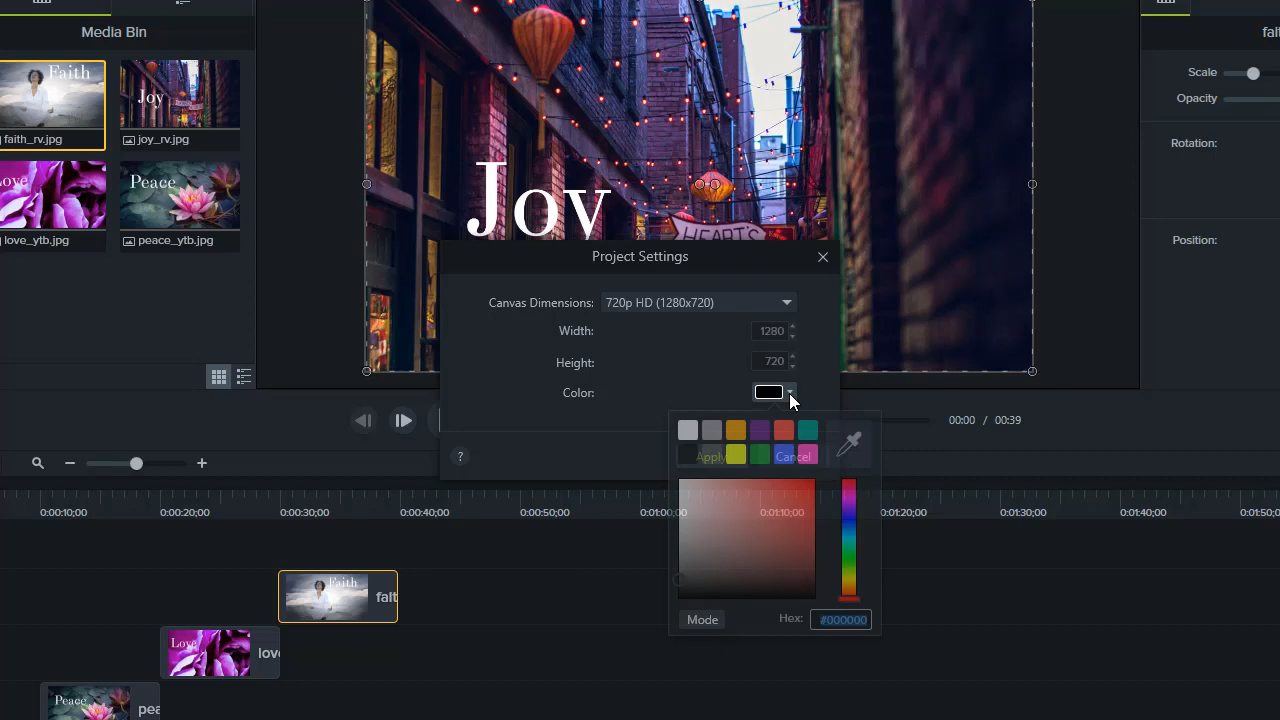 Media Bin
Faith
Joy
faith_rv.jpg
joy_rv.jpg
Love
Peace
love_ytb.jpg
peace_ytb.jpg
Joy
HEART'S
Scale
Opacity
Rotation:
Position:
Project Settings
Canvas Dimensions: 720p HD (1280x720)
Width: 1280
Height: 720
Color:
?
Apply Cancel
Mode Hex: #000000
00:00 / 00:39
0:00:10;00 0:00:20;00 0:00:30;00 0:00:40;00 0:00:50;00 0:01:00;00 0:01:10;00 0:01:20;00 0:01:30;00 0:01:40;00 0:01:50;0
Faith
Love
Peace